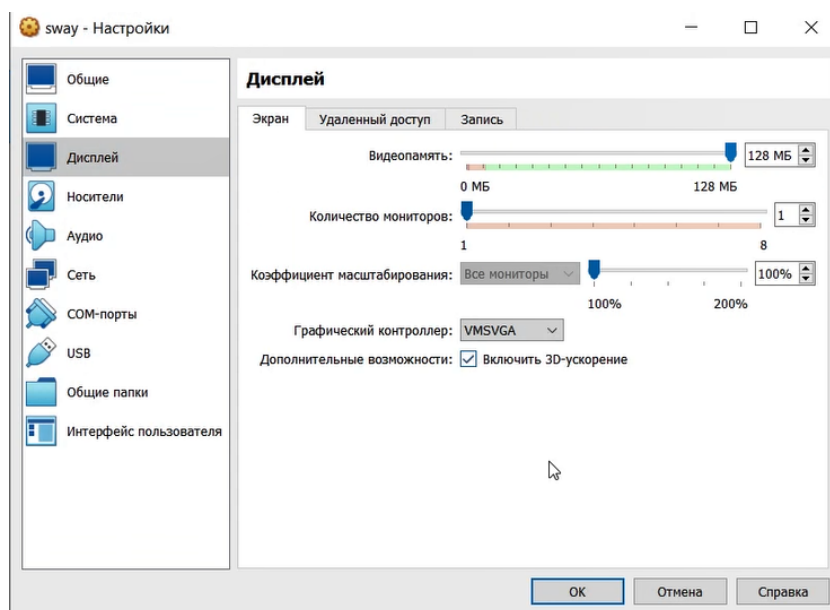 sway - Настройки
Общие
Система
Дисплей
Носители
Аудио
Сеть
COM-порты
USB
Общие папки
Интерфейс пользователя
Дисплей
Экран Удаленный доступ Запись
Видеопамять: 128 МБ
0 МБ 128 МБ
Количество мониторов: 1
1 8
Коэффициент масштабирования: Все мониторы 100%
100% 200%
Графический контроллер: VMSVGA
Дополнительные возможности: Включить 3D-ускорение
OK Отмена Справка